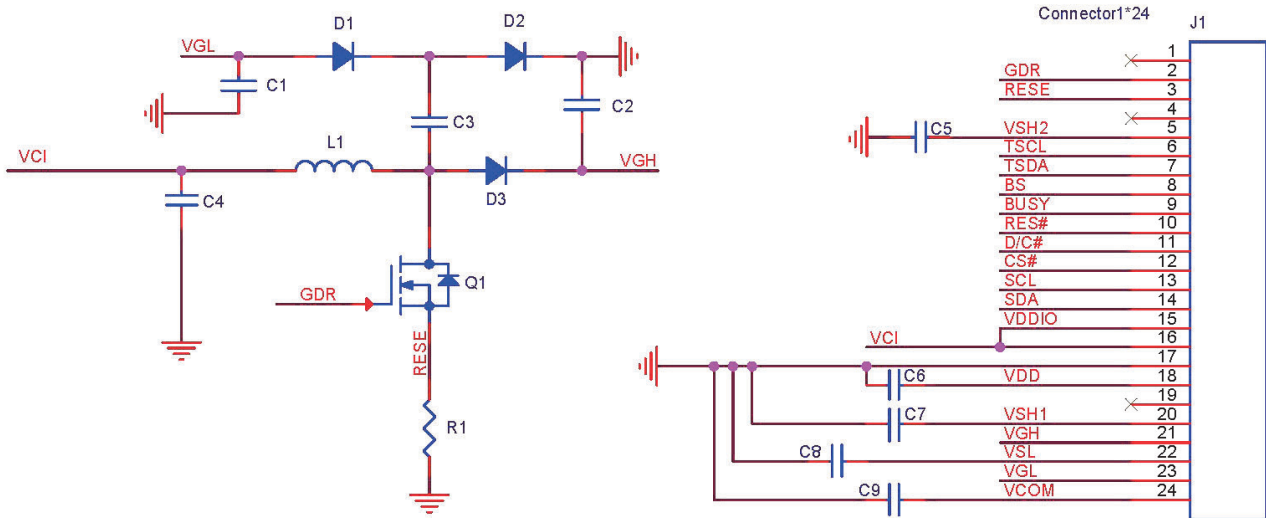 Connector1*24
J1
D1
D2
VGL
C1
C2
C3
L1
VCI
VGH
D3
C4
Q1
GDR
RESE
R1
1
GDR 2
RESE 3
4
C5 VSH2 5
TSCL 6
TSDA 7
BS 8
BUSY 9
RES# 10
D/C# 11
CS# 12
SCL 13
SDA 14
VDDIO 15
VCI 16
17
C6 VDD 18
19
C7 VSH1 20
VGH 21
C8 VSL 22
VGL 23
C9 VCOM 24